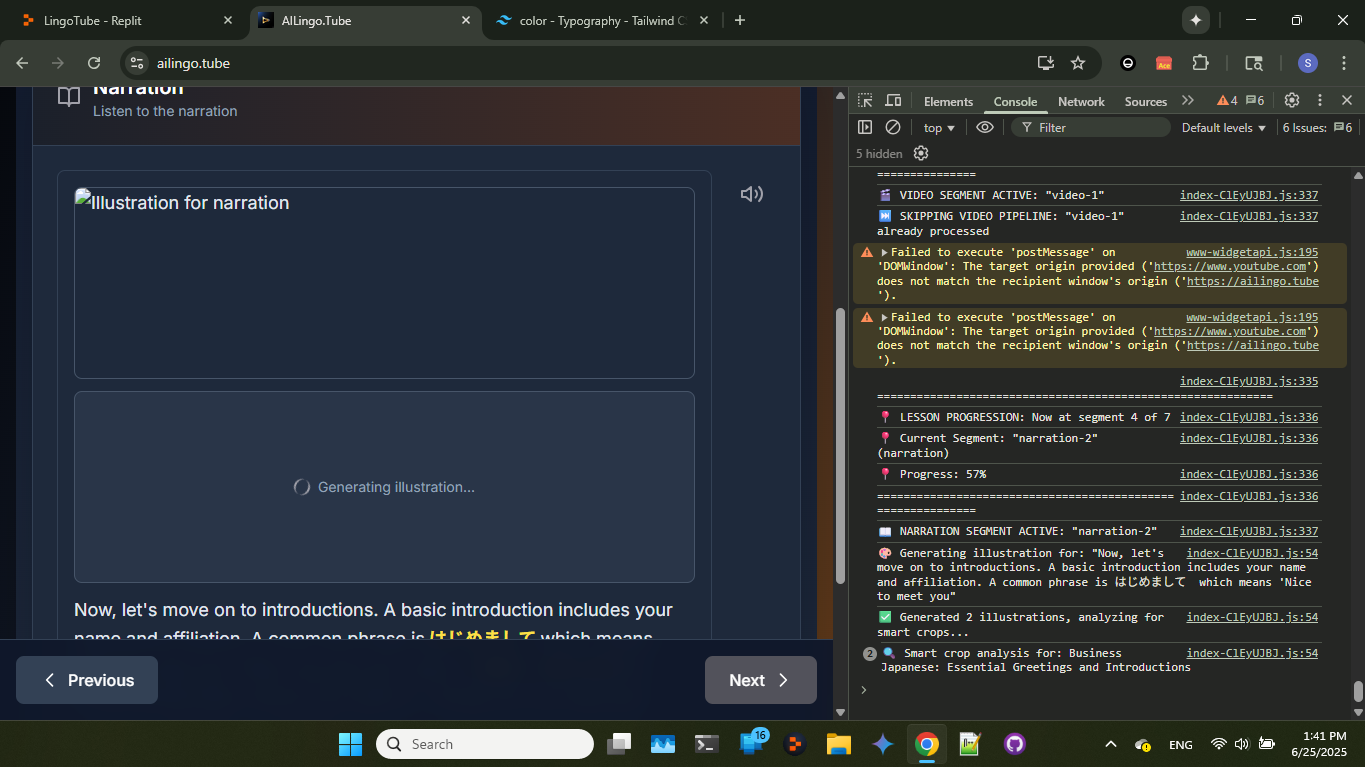 LingoTube - Replit
AILingo.Tube
color - Typography - Tailwind C
ailingo.tube
S
Narration
Listen to the narration
Illustration for narration
Generating illustration...
Now, let's move on to introductions. A basic introduction includes your
name and affiliation. A common phrase is はじめまして which means
Previous
Next
Elements
Console
Network
Sources
4
6
top
Filter
Default levels
6 Issues:
6
5 hidden
===============
VIDEO SEGMENT ACTIVE: "video-1"
index-ClEyUJBJ.js:337
SKIPPING VIDEO PIPELINE: "video-1"
index-ClEyUJBJ.js:337
already processed
Failed to execute 'postMessage' on
www-widgetapi.js:195
'DOMWindow': The target origin provided ('https://www.youtube.com')
does not match the recipient window's origin ('https://ailingo.tube
').
Failed to execute 'postMessage' on
www-widgetapi.js:195
'DOMWindow': The target origin provided ('https://www.youtube.com')
does not match the recipient window's origin ('https://ailingo.tube
').
index-ClEyUJBJ.js:335
============================================================
LESSON PROGRESSION: Now at segment 4 of 7
index-ClEyUJBJ.js:336
Current Segment: "narration-2"
index-ClEyUJBJ.js:336
(narration)
Progress: 57%
index-ClEyUJBJ.js:336
=============================================
index-ClEyUJBJ.js:336
===============
NARRATION SEGMENT ACTIVE: "narration-2"
index-ClEyUJBJ.js:337
Generating illustration for: "Now, let's
index-ClEyUJBJ.js:54
move on to introductions. A basic introduction includes your name
and affiliation. A common phrase is はじめまして which means 'Nice
to meet you"
Generated 2 illustrations, analyzing for
index-ClEyUJBJ.js:54
smart crops...
2
Smart crop analysis for: Business
index-ClEyUJBJ.js:54
Japanese: Essential Greetings and Introductions
Search
16
ENG
1:41 PM
6/25/2025